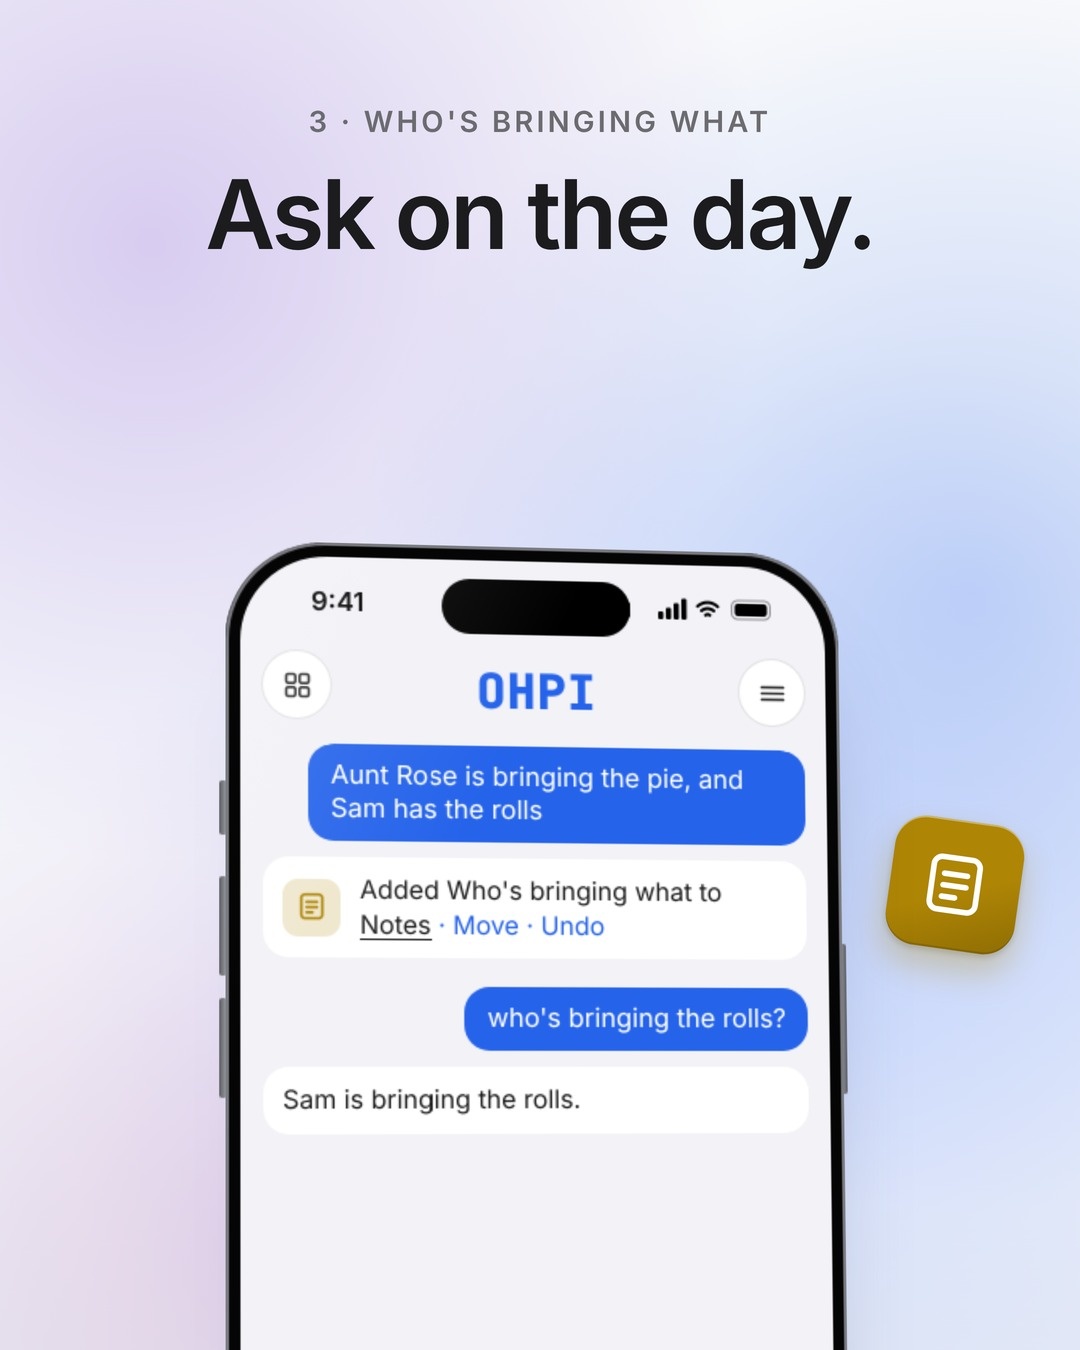 3 · WHO'S BRINGING WHAT
Ask on the day.
9:41
OHPI
Aunt Rose is bringing the pie, and
Sam has the rolls
Added Who's bringing what to
Notes · Move · Undo
who's bringing the rolls?
Sam is bringing the rolls.